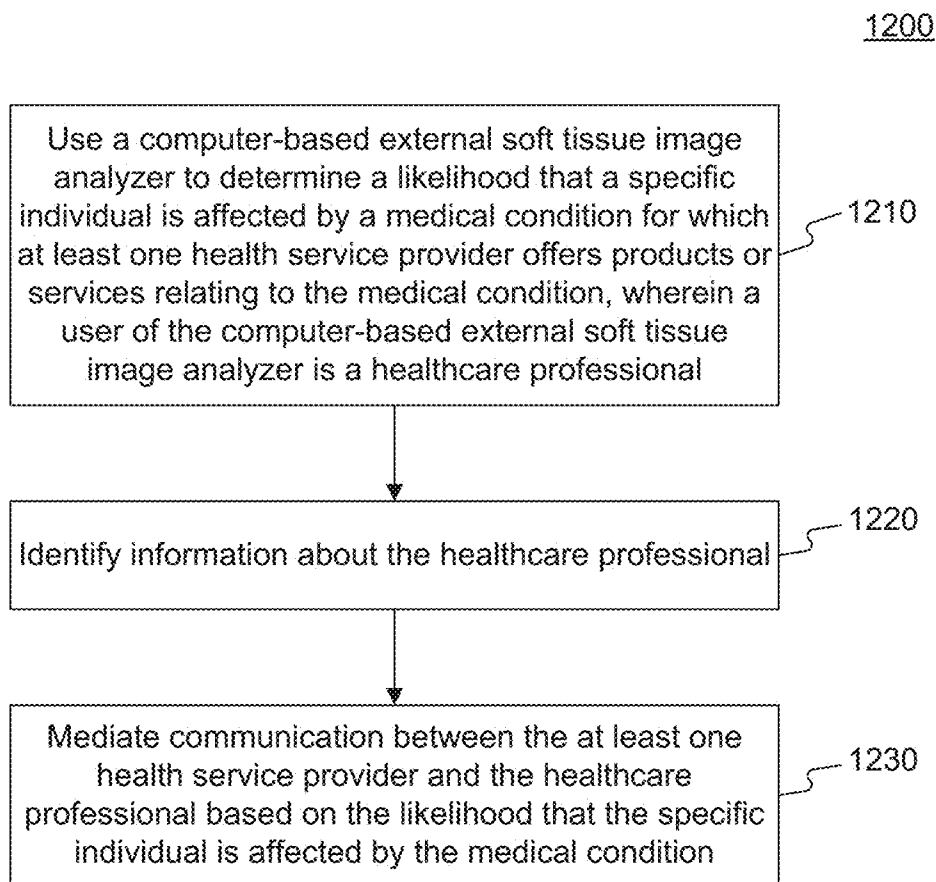 1200
Use a computer-based external soft tissue image
analyzer to determine a likelihood that a specific
individual is affected by a medical condition for which
at least one health service provider offers products or
services relating to the medical condition, wherein a
user of the computer-based external soft tissue
image analyzer is a healthcare professional
1210
Identify information about the healthcare professional
1220
Mediate communication between the at least one
health service provider and the healthcare
professional based on the likelihood that the specific
individual is affected by the medical condition
1230